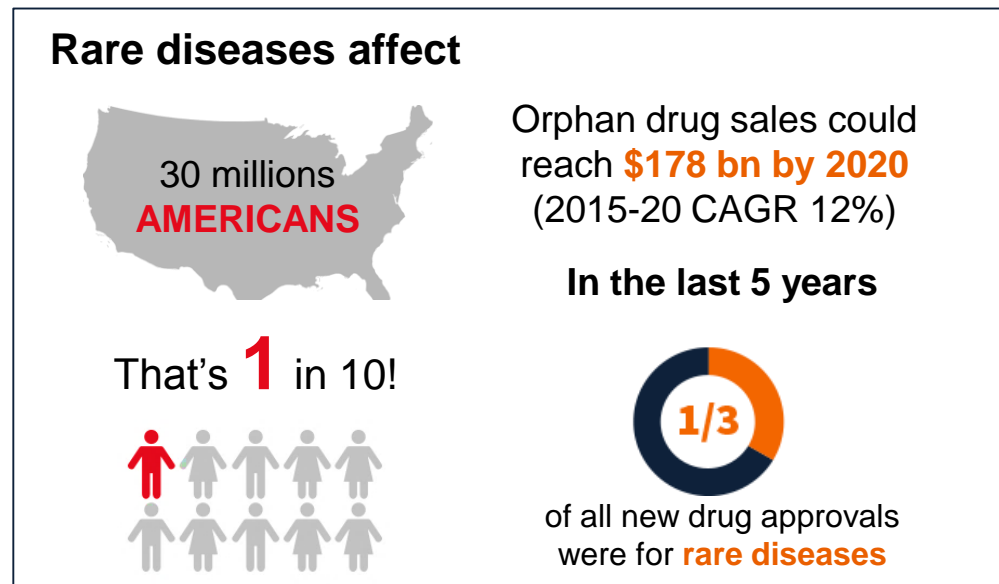 Rare diseases affect
30 millions
AMERICANS
That's 1 in 10!
Orphan drug sales could
reach $178 bn by 2020
(2015-20 CAGR 12%)
In the last 5 years
1/3
of all new drug approvals
were for rare diseases